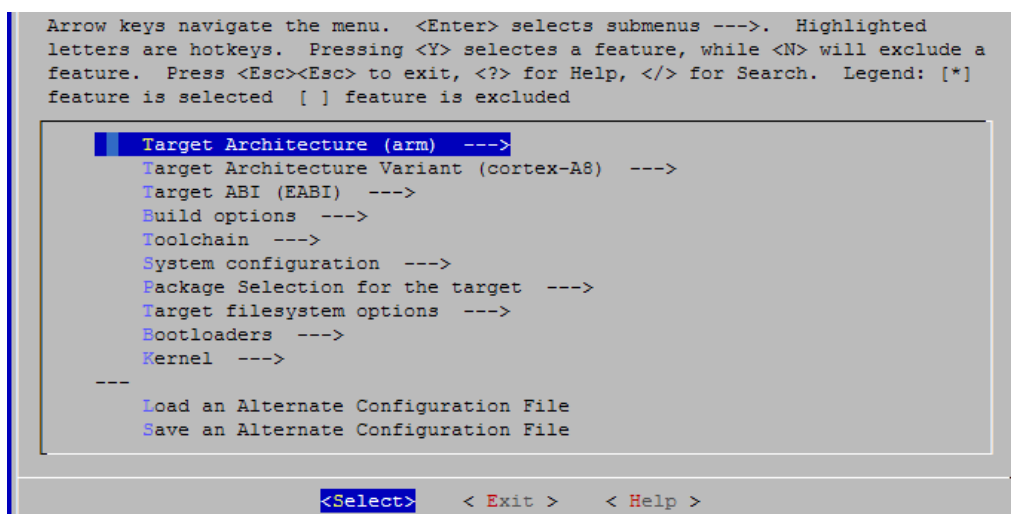 Arrow keys navigate the menu.  <Enter> selects submenus --->.  Highlighted
letters are hotkeys.  Pressing <Y> selectes a feature, while <N> will exclude a
feature.  Press <Esc><Esc> to exit, <?> for Help, </> for Search.  Legend: [*]
feature is selected  [ ] feature is excluded
Target Architecture (arm)  --->
Target Architecture Variant (cortex-A8)  --->
Target ABI (EABI)  --->
Build options  --->
Toolchain  --->
System configuration  --->
Package Selection for the target  --->
Target filesystem options  --->
Bootloaders  --->
Kernel  --->
---
Load an Alternate Configuration File
Save an Alternate Configuration File
<Select>    < Exit >    < Help >